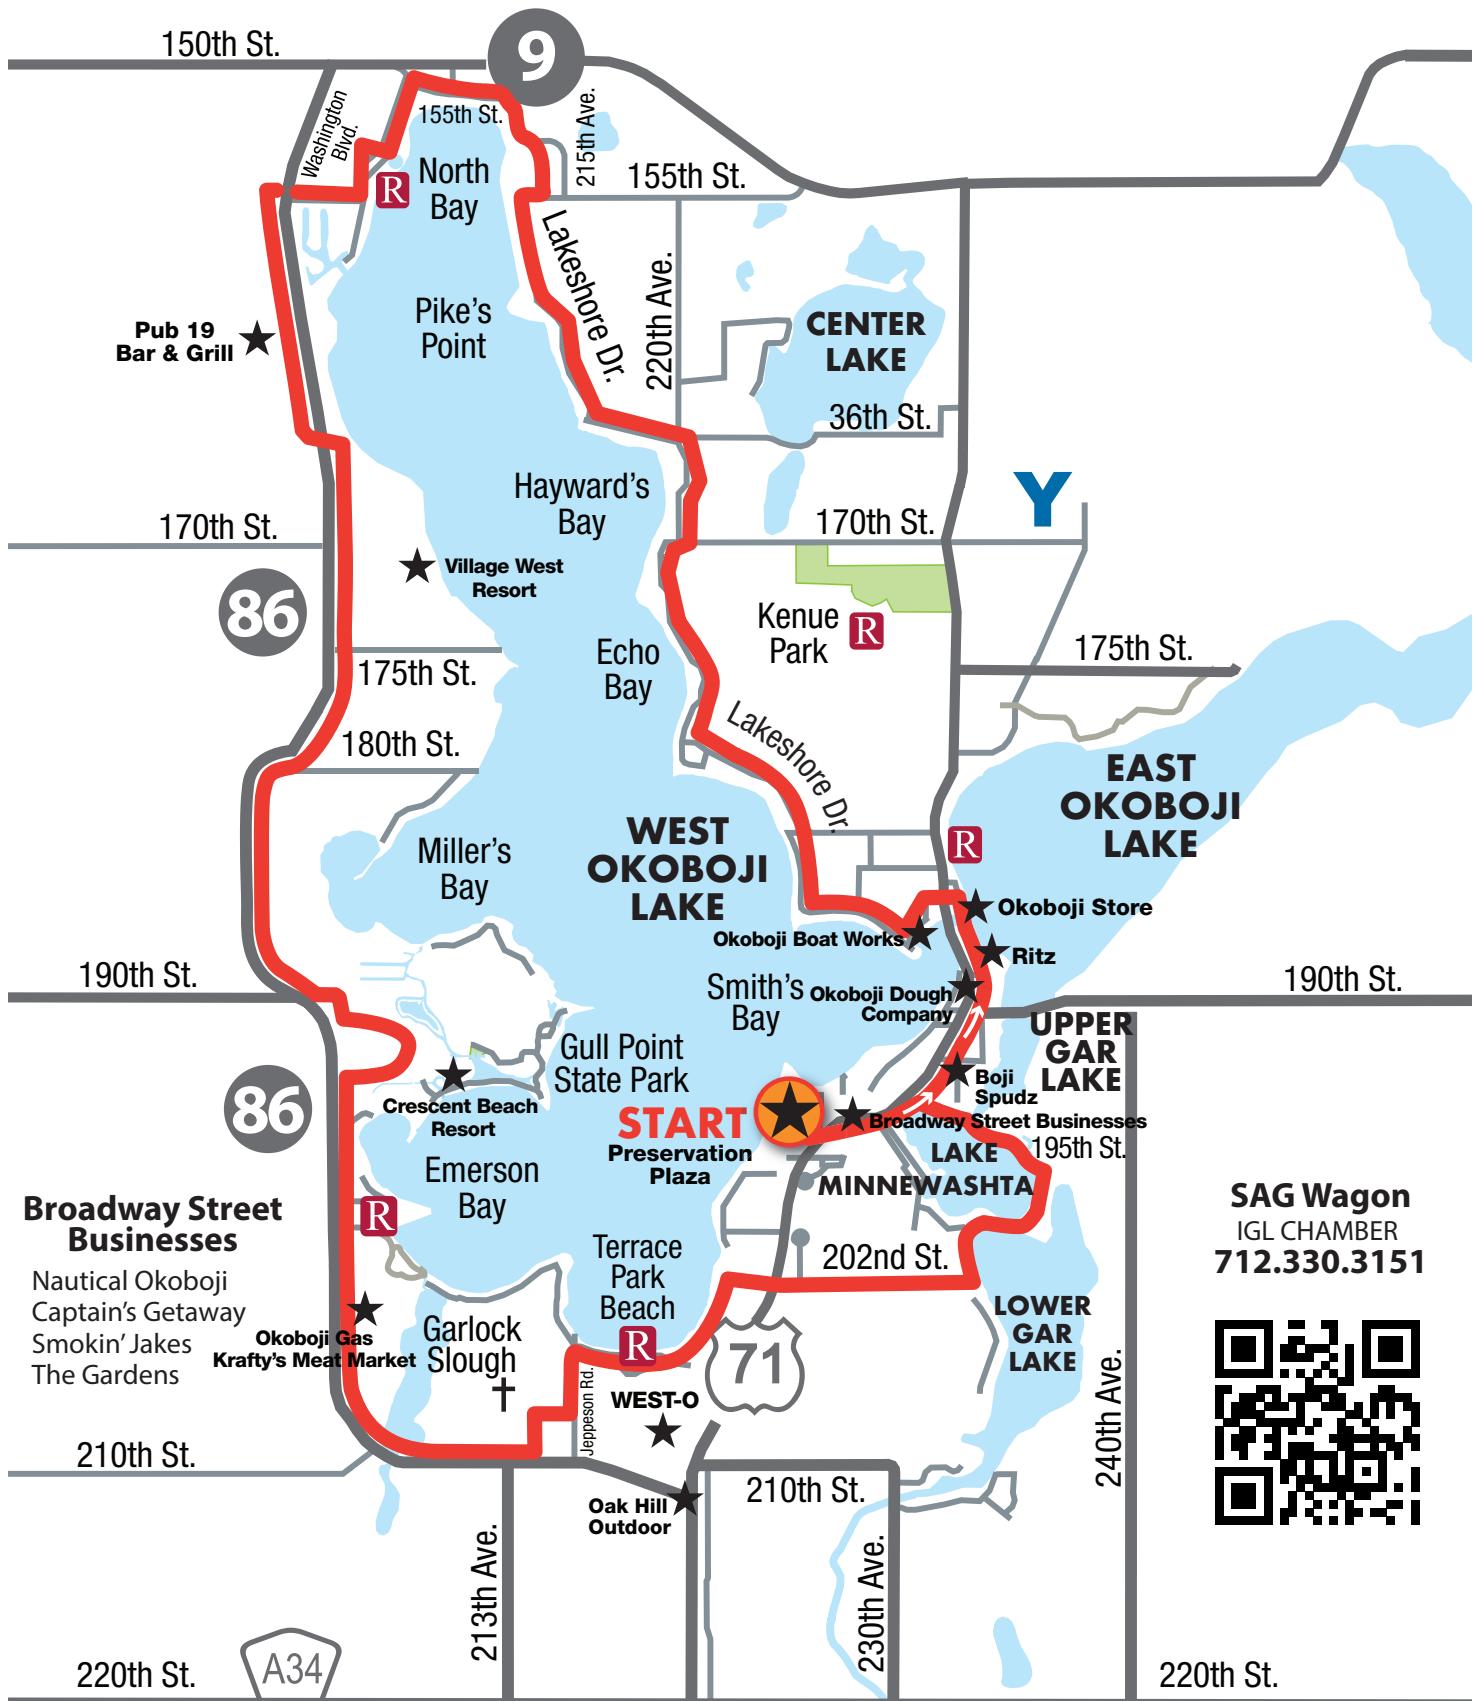 150th St.
9
Washington
Blvd.
155th St.
215th Ave.
North
Bay
R
155th St.
Lakeshore Dr.
220th Ave.
Pike's
Point
CENTER
LAKE
Pub 19
Bar & Grill
36th St.
Hayward's
Bay
Y
170th St.
170th St.
Village West
Resort
86
Kenue
Park
R
Echo
Bay
175th St.
175th St.
Lakeshore Dr.
180th St.
EAST
OKOBOJI
LAKE
WEST
OKOBOJI
LAKE
Miller's
Bay
R
Okoboji Store
Okoboji Boat Works
Ritz
190th St.
Smith's
Bay
Okoboji Dough
Company
190th St.
UPPER
GAR
LAKE
Gull Point
State Park
Boji
Spudz
86
Crescent Beach
Resort
START
Preservation
Plaza
Broadway Street Businesses
LAKE
MINNEWASHTA
195th St.
Emerson
Bay
R
Broadway Street
Businesses
Nautical Okoboji
Captain's Getaway
Smokin' Jakes
The Gardens
SAG Wagon
IGL CHAMBER
712.330.3151
Terrace
Park
Beach
R
202nd St.
LOWER
GAR
LAKE
Okoboji Gas
Krafty's Meat Market
Garlock
Slough
71
Jeppeson Rd.
WEST-O
240th Ave.
210th St.
210th St.
Oak Hill
Outdoor
213th Ave.
230th Ave.
220th St.
A34
220th St.